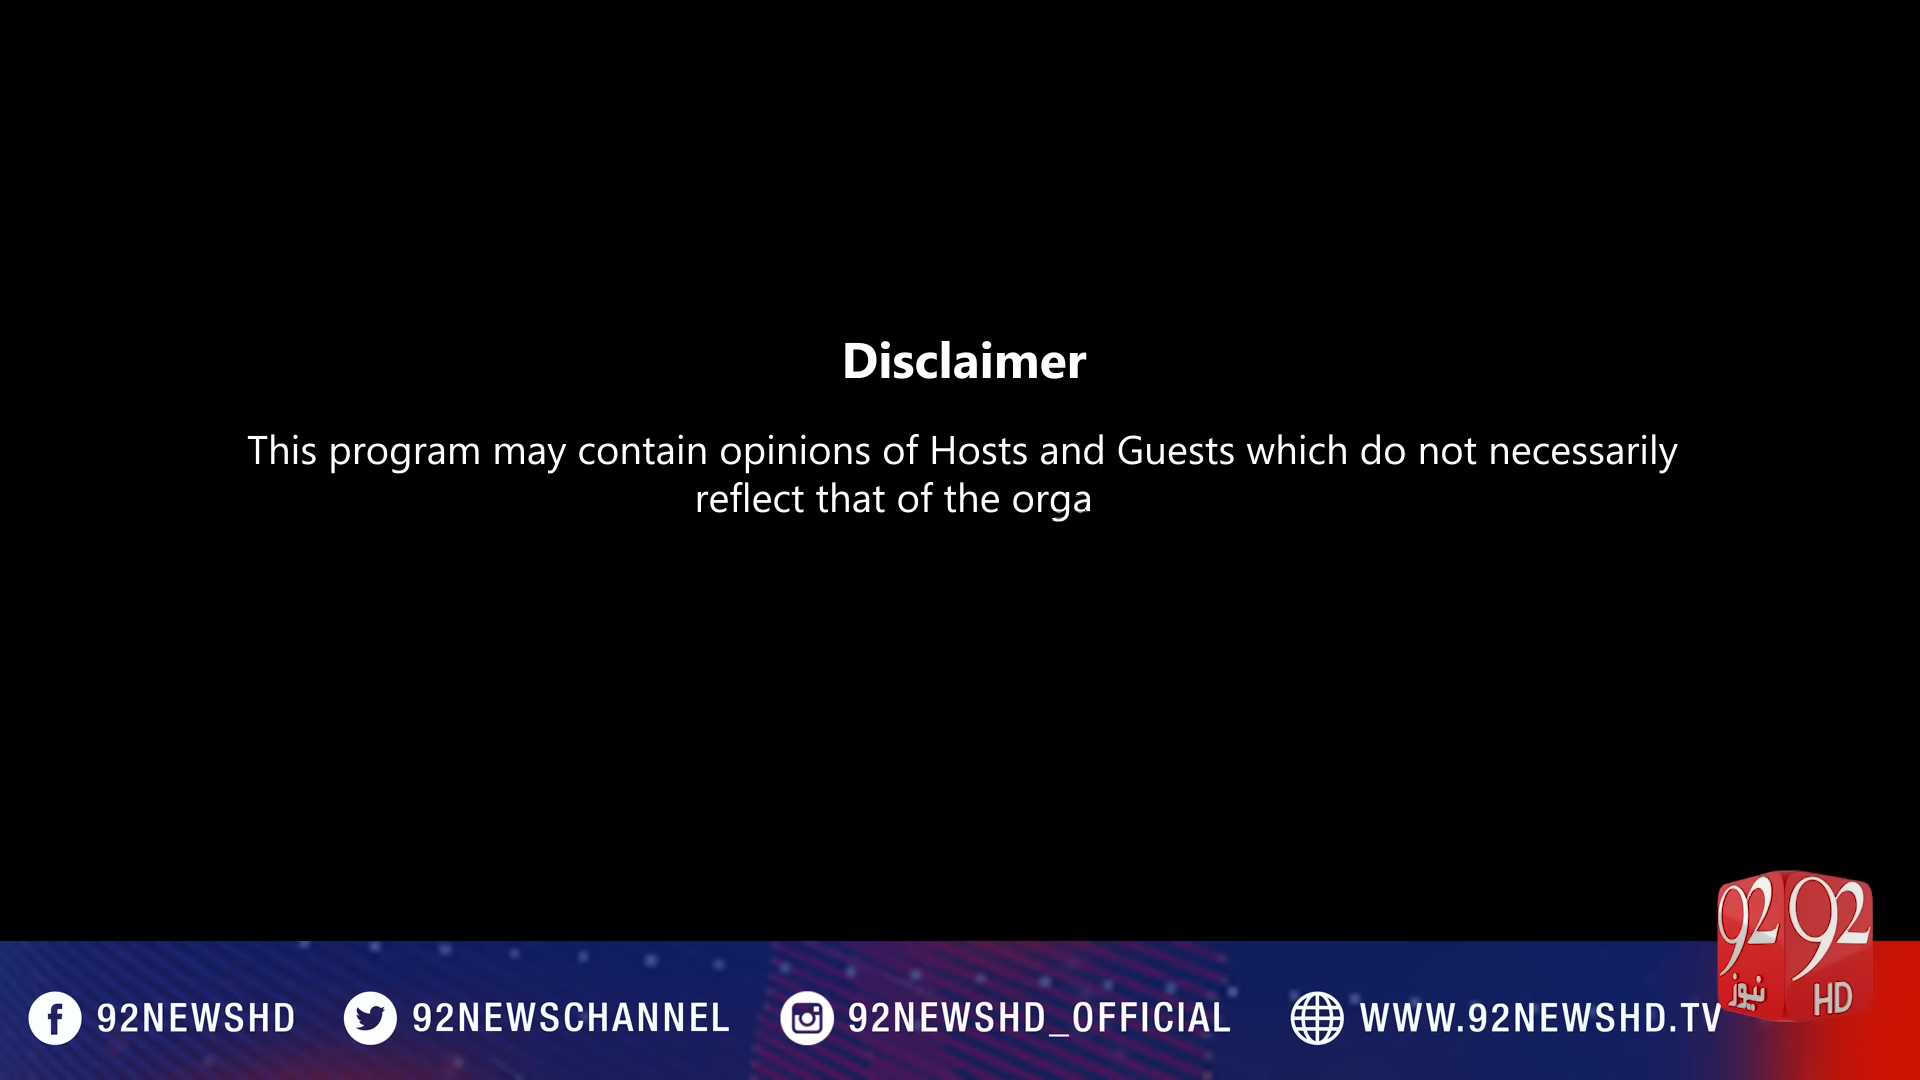 Disclaimer
This program may contain opinions of Hosts and Guests which do not necessarily
reflect that of the orga
92NEWSHD
92NEWSCHANNEL
92NEWSHD_OFFICIAL
WWW.92NEWSHD.TV
92 92
نیوز HD